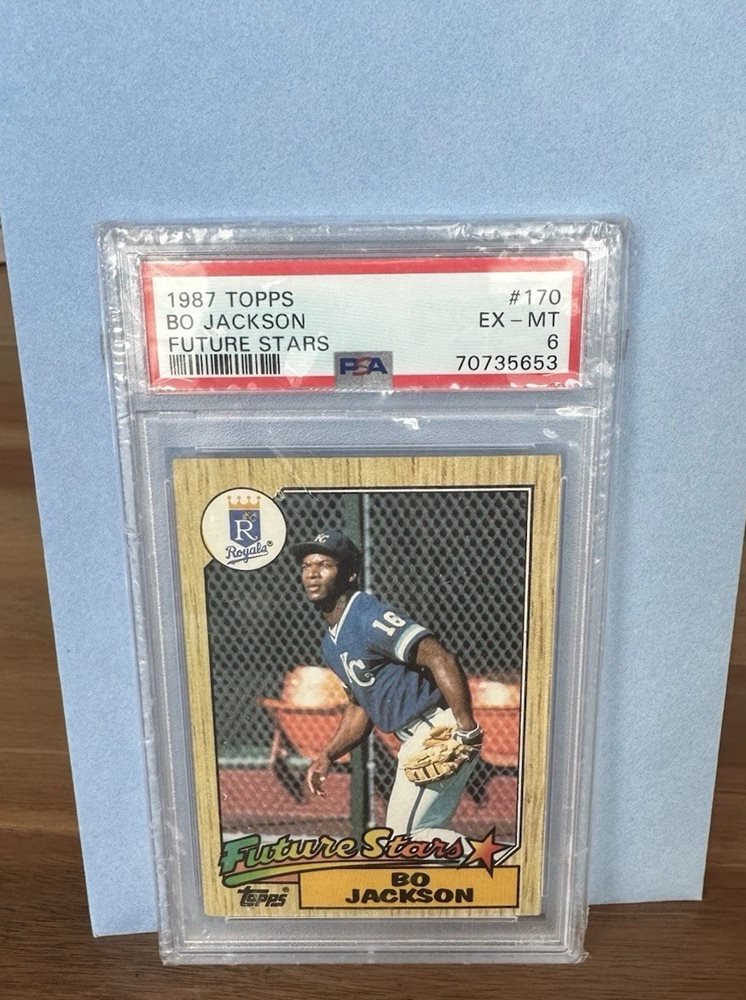 1987 TOPPS #170
BO JACKSON EX-MT
FUTURE STARS 6
PSA 70735653
R
Royals®
KC
16
KC
Future Stars
Topps®
BO
JACKSON